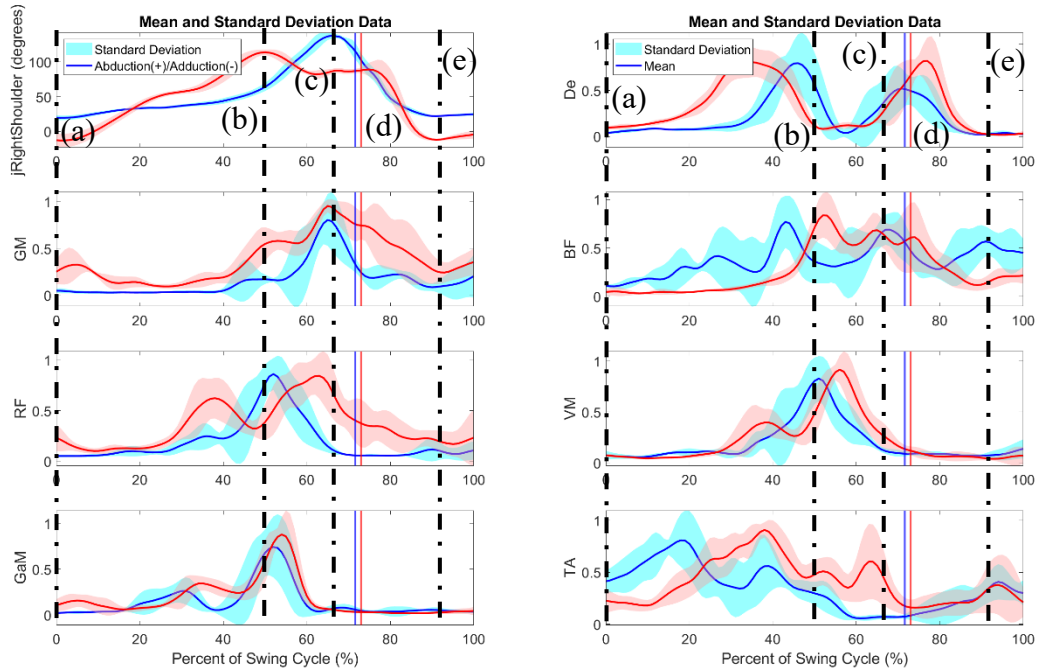 Mean and Standard Deviation Data
jRightShoulder (degrees)
100
50
0
Standard Deviation
Abduction(+)/Adduction(-)
(a)
(b)
(c)
(d)
(e)
0 20 40 60 80 100
GM
1
0.5
0
0 20 40 60 80 100
RF
1
0.5
0
0 20 40 60 80 100
GaM
1
0.5
0
0 20 40 60 80 100
Percent of Swing Cycle (%)
Mean and Standard Deviation Data
De
1
0.5
0
Standard Deviation
Mean
(a)
(b)
(c)
(d)
(e)
0 20 40 60 80 100
BF
1
0.5
0
0 20 40 60 80 100
VM
1
0.5
0
0 20 40 60 80 100
TA
1
0.5
0
0 20 40 60 80 100
Percent of Swing Cycle (%)